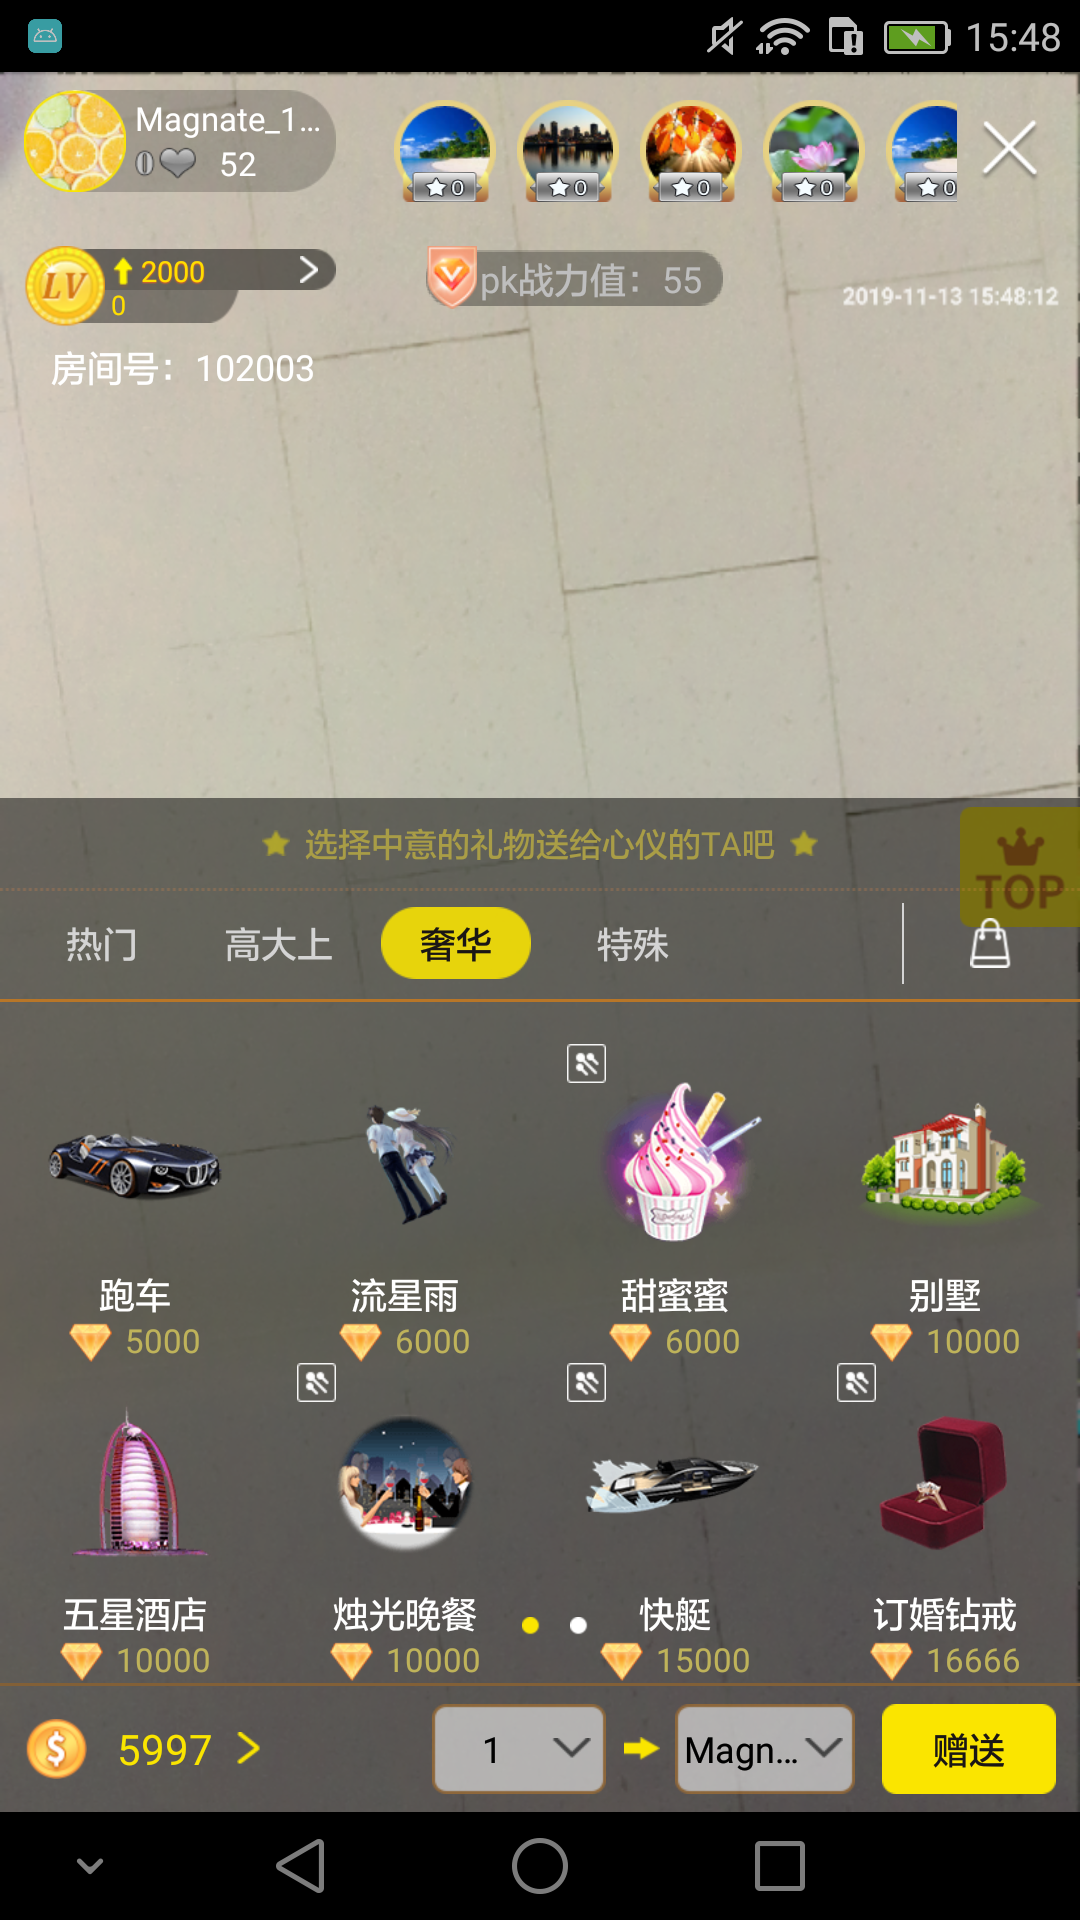 15:48
Magnate_1...
0 52
0 0 0 0 0
LV 2000
0
pk战力值：55
2019-11-13 15:48:12
房间号：102003
选择中意的礼物送给心仪的TA吧
TOP
热门 高大上 奢华 特殊
跑车 流星雨 甜蜜蜜 别墅
5000 6000 6000 10000
五星酒店 烛光晚餐 快艇 订婚钻戒
10000 10000 15000 16666
$ 5997 1 Magn... 赠送